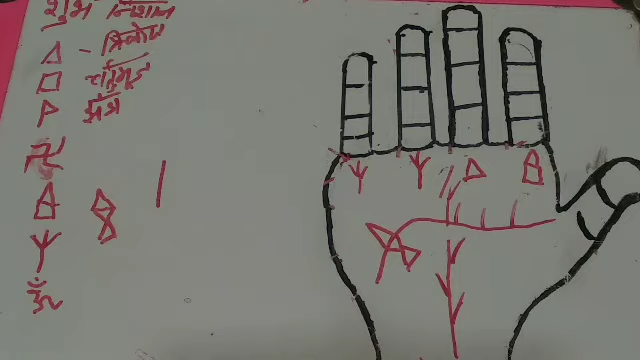 शुभ निशान
△ - त्रिकोण
□ चतुर्भुज
ॐ